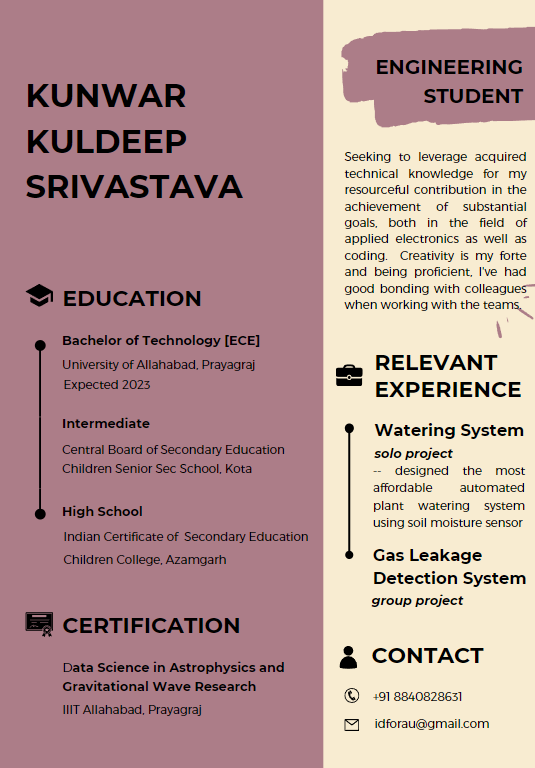 KUNWAR
KULDEEP
SRIVASTAVA
EDUCATION
Bachelor of Technology [ECE]
University of Allahabad, Prayagraj
Expected 2023
Intermediate
Central Board of Secondary Education
Children Senior Sec School, Kota
High School
Indian Certificate of Secondary Education
Children College, Azamgarh
CERTIFICATION
Data Science in Astrophysics and
Gravitational Wave Research
IIIT Allahabad, Prayagraj
ENGINEERING
STUDENT
Seeking to leverage acquired
technical knowledge for my
resourceful contribution in the
achievement of substantial
goals, both in the field of
applied electronics as well as
coding. Creativity is my forte
and being proficient, I've had
good bonding with colleagues
when working with the teams.
RELEVANT
EXPERIENCE
Watering System
solo project
-- designed the most
affordable automated
plant watering system
using soil moisture sensor
Gas Leakage
Detection System
group project
CONTACT
+91 8840828631
idforau@gmail.com